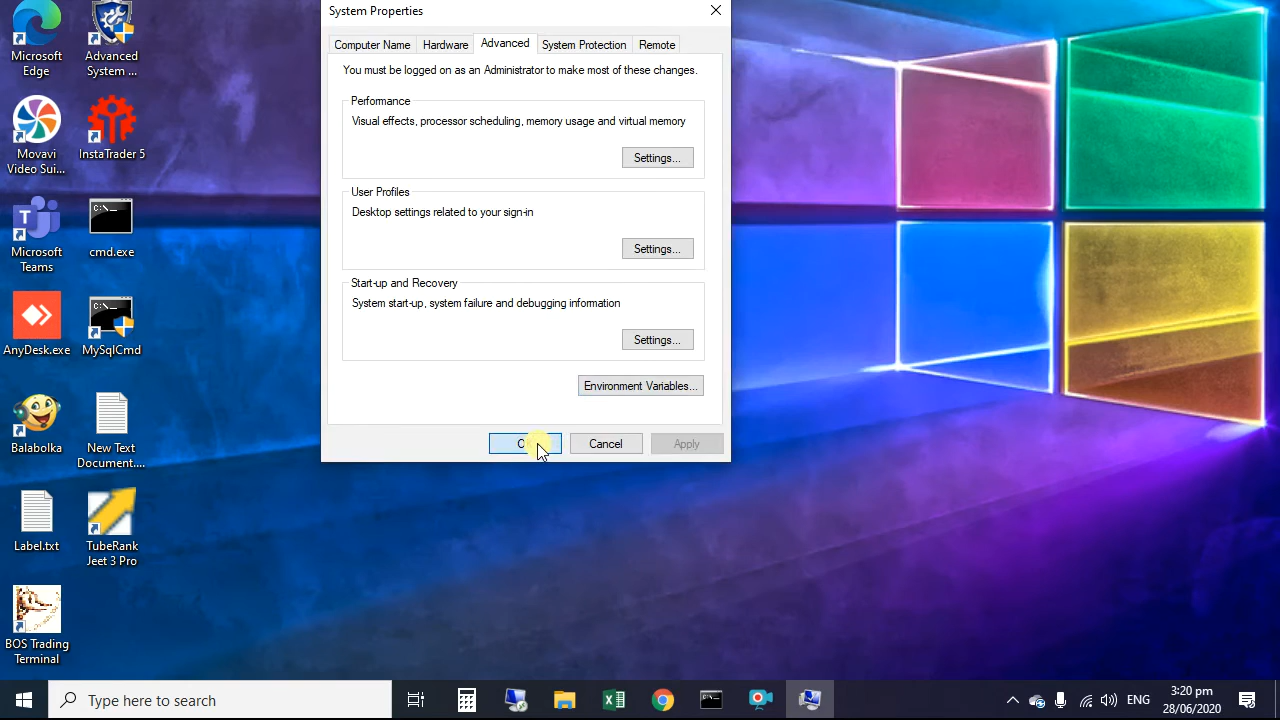 System Properties
Computer Name
Hardware
Advanced
System Protection
Remote
You must be logged on as an Administrator to make most of these changes.
Performance
Visual effects, processor scheduling, memory usage and virtual memory
Settings...
User Profiles
Desktop settings related to your sign-in
Settings...
Start-up and Recovery
System start-up, system failure and debugging information
Settings...
Environment Variables...
Cancel
Apply
Microsoft
Edge
Advanced
System ...
Movavi
Video Sui...
InstaTrader 5
Microsoft
Teams
cmd.exe
AnyDesk.exe
MySqlCmd
Balabolka
New Text
Document....
Label.txt
TubeRank
Jeet 3 Pro
BOS Trading
Terminal
Type here to search
ENG
3:20 pm
28/06/2020